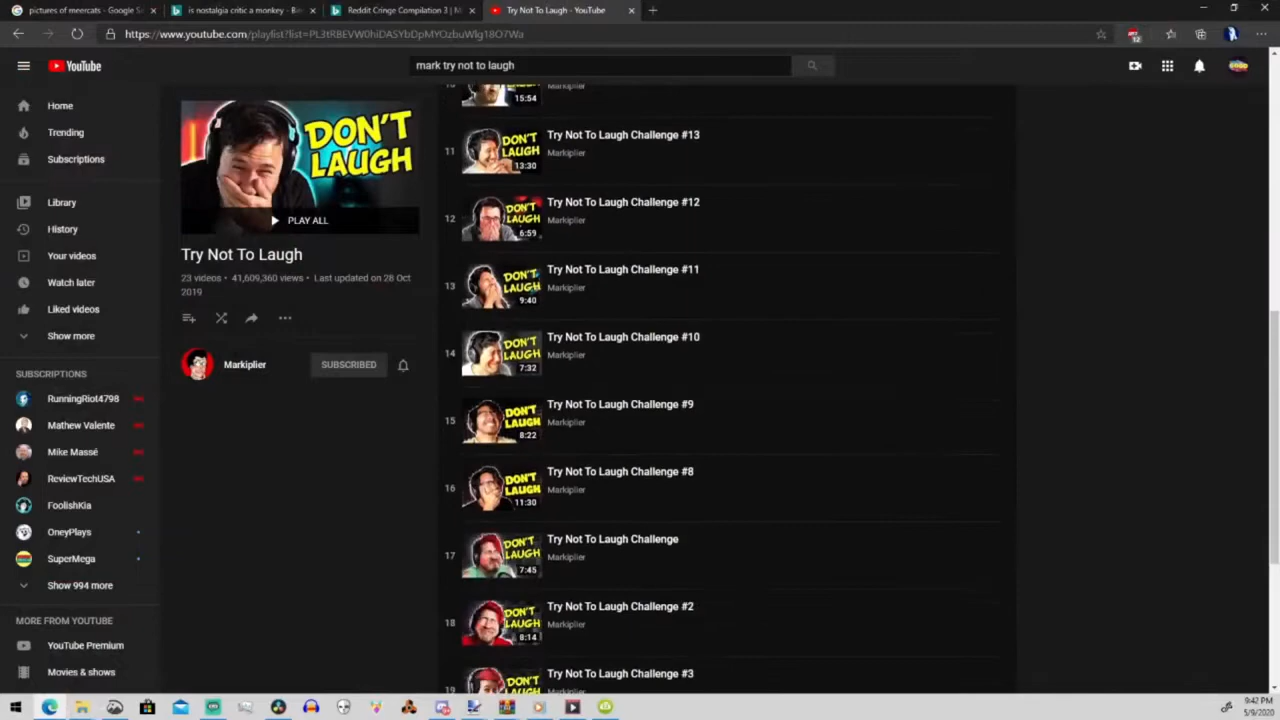 pictures of meercats - Google Se
is nostalgia critic a monkey - Bin
Reddit Cringe Compilation 3 | M
Try Not To Laugh - YouTube
https://www.youtube.com/playlist?list=PL3tRBEVW0hiDASYbDpMYOzbuWlg18O7Wa
12
YouTube
mark try not to laugh
Home
Trending
Subscriptions
Library
History
Your videos
Watch later
Liked videos
Show more
SUBSCRIPTIONS
RunningRiot4798
Mathew Valente
Mike Massé
ReviewTechUSA
FoolishKia
OneyPlays
SuperMega
Show 994 more
MORE FROM YOUTUBE
YouTube Premium
Movies & shows
DON'T
LAUGH
PLAY ALL
Try Not To Laugh
23 videos • 41,609,360 views • Last updated on 28 Oct
2019
Markiplier
SUBSCRIBED
15:54
Markiplier
11
DON'T
LAUGH
13:30
Try Not To Laugh Challenge #13
Markiplier
12
DON'T
LAUGH
6:59
Try Not To Laugh Challenge #12
Markiplier
13
DON'T
LAUGH
9:40
Try Not To Laugh Challenge #11
Markiplier
14
DON'T
LAUGH
7:32
Try Not To Laugh Challenge #10
Markiplier
15
DON'T
LAUGH
8:22
Try Not To Laugh Challenge #9
Markiplier
16
DON'T
LAUGH
11:30
Try Not To Laugh Challenge #8
Markiplier
17
DON'T
LAUGH
7:45
Try Not To Laugh Challenge
Markiplier
18
DON'T
LAUGH
8:14
Try Not To Laugh Challenge #2
Markiplier
19
DON'T
Try Not To Laugh Challenge #3
9:42 PM
5/9/2020